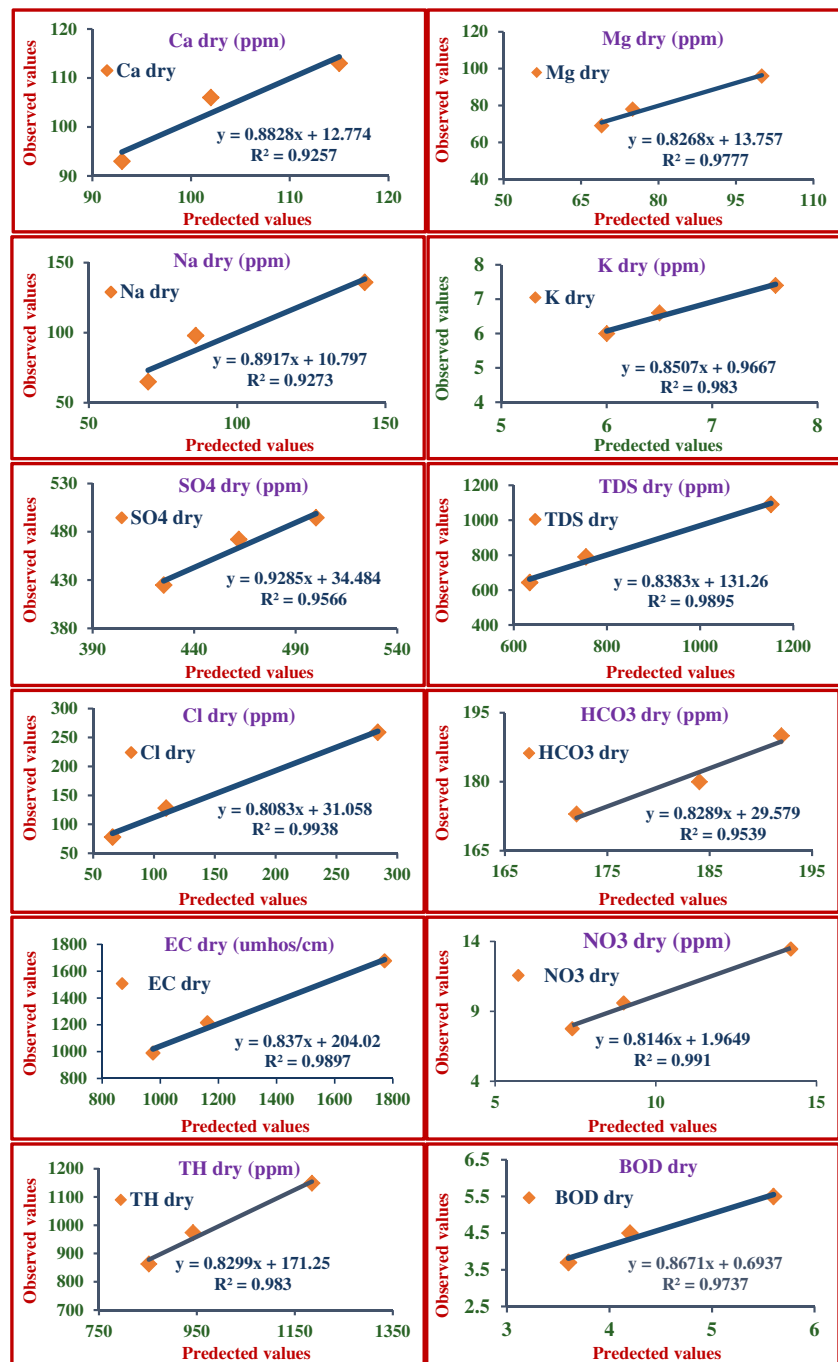 Ca dry (ppm)
Observed values
120
110
100
90
Ca dry
y = 0.8828x + 12.774
R² = 0.9257
90 100 110 120
Predected values
Mg dry (ppm)
Observed values
120
100
80
60
40
Mg dry
y = 0.8268x + 13.757
R² = 0.9777
50 65 80 95 110
Predected values
Na dry (ppm)
Observed values
150
100
50
Na dry
y = 0.8917x + 10.797
R² = 0.9273
50 100 150
Predected values
K dry (ppm)
Observed values
8
7
6
5
4
K dry
y = 0.8507x + 0.9667
R² = 0.983
5 6 7 8
Predected values
SO4 dry (ppm)
Observed values
530
480
430
380
SO4 dry
y = 0.9285x + 34.484
R² = 0.9566
390 440 490 540
Predected values
TDS dry (ppm)
Observed values
1200
1000
800
600
400
TDS dry
y = 0.8383x + 131.26
R² = 0.9895
600 800 1000 1200
Predected values
Cl dry (ppm)
Observed values
300
250
200
150
100
50
Cl dry
y = 0.8083x + 31.058
R² = 0.9938
50 100 150 200 250 300
Predected values
HCO3 dry (ppm)
Oserved values
195
180
165
HCO3 dry
y = 0.8289x + 29.579
R² = 0.9539
165 175 185 195
Predected values
EC dry (umhos/cm)
Observed values
1800
1600
1400
1200
1000
800
EC dry
y = 0.837x + 204.02
R² = 0.9897
800 1000 1200 1400 1600 1800
Predected values
NO3 dry (ppm)
Observed values
14
9
4
NO3 dry
y = 0.8146x + 1.9649
R² = 0.991
5 10 15
Predected values
TH dry (ppm)
Observed values
1200
1100
1000
900
800
700
TH dry
y = 0.8299x + 171.25
R² = 0.983
750 950 1150 1350
Predected values
BOD dry
Observed values
6.5
5.5
4.5
3.5
2.5
BOD dry
y = 0.8671x + 0.6937
R² = 0.9737
3 4 5 6
Predected values